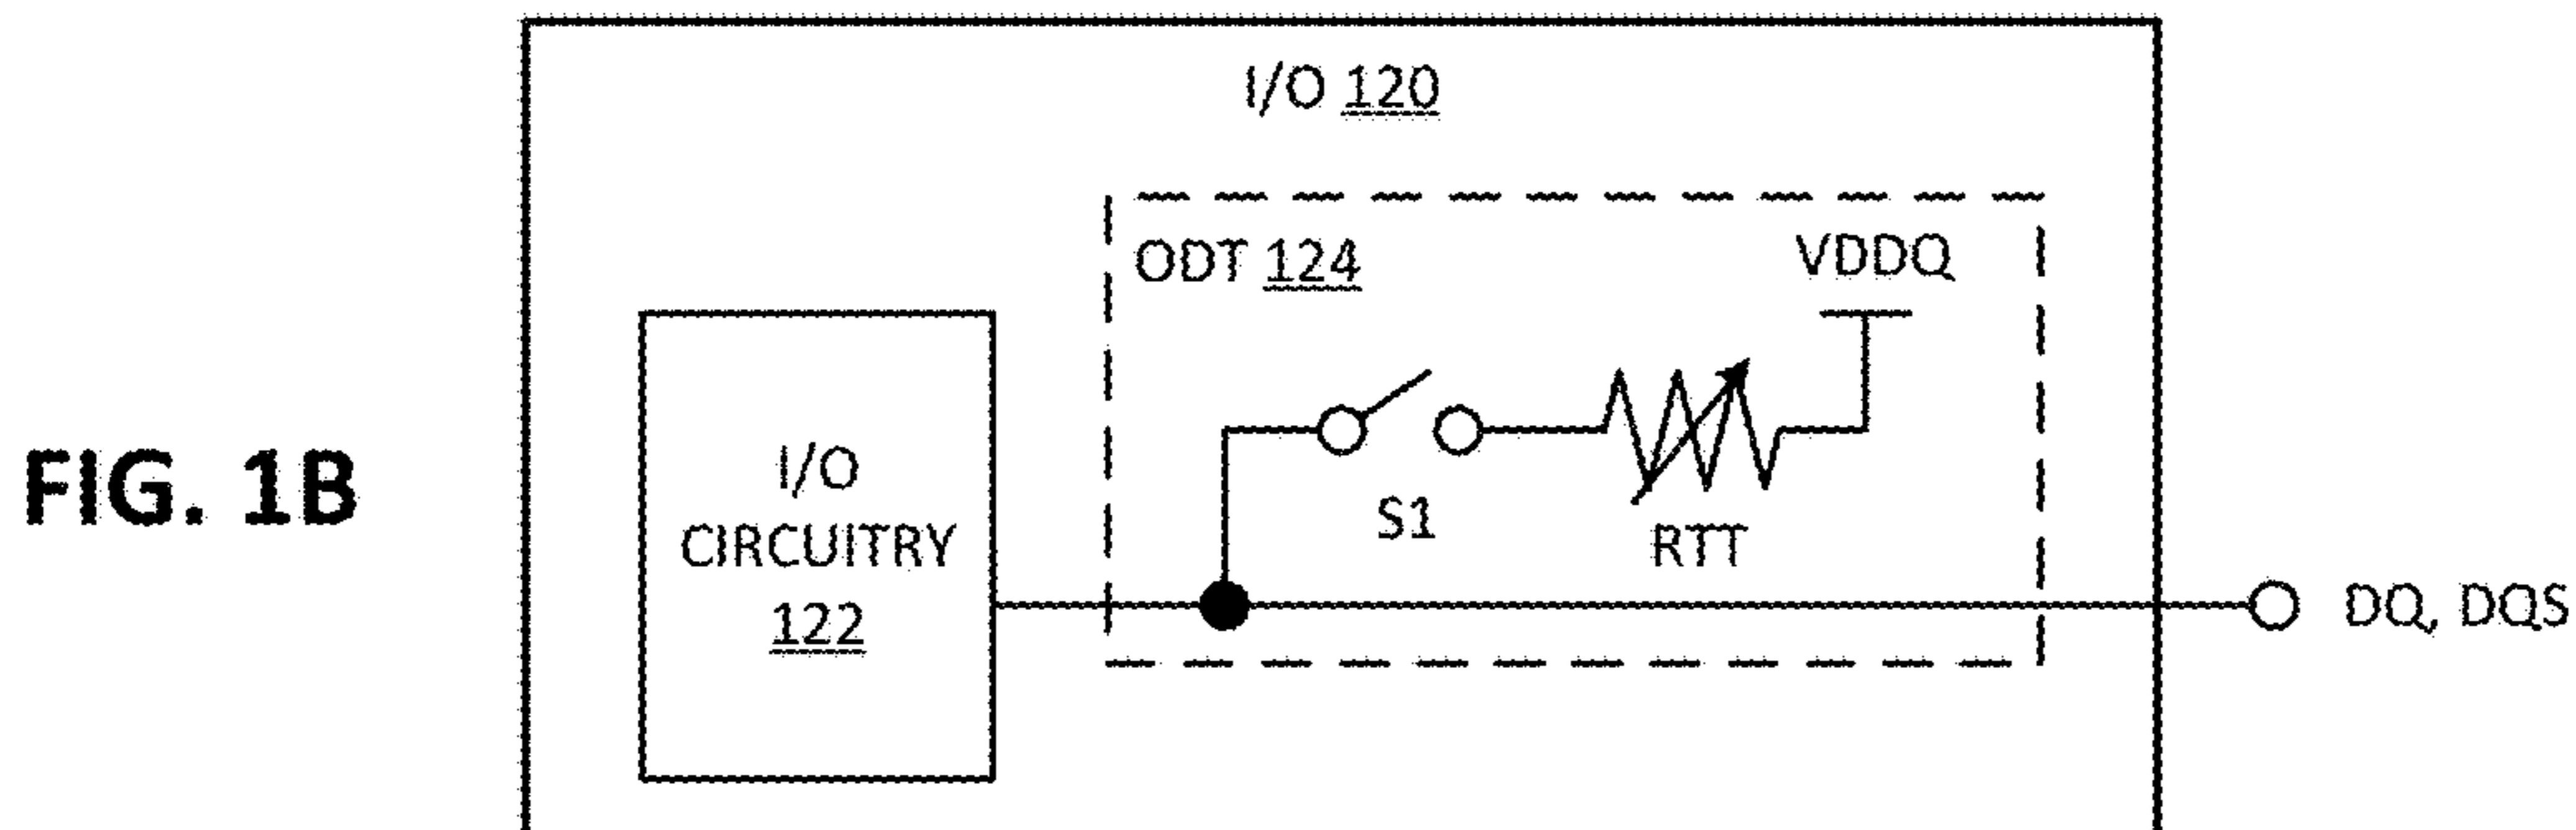 I/O 120
ODT 124
VDDQ
I/O
CIRCUITRY
122
S1
RTT
FIG. 1B
DQ, DQS